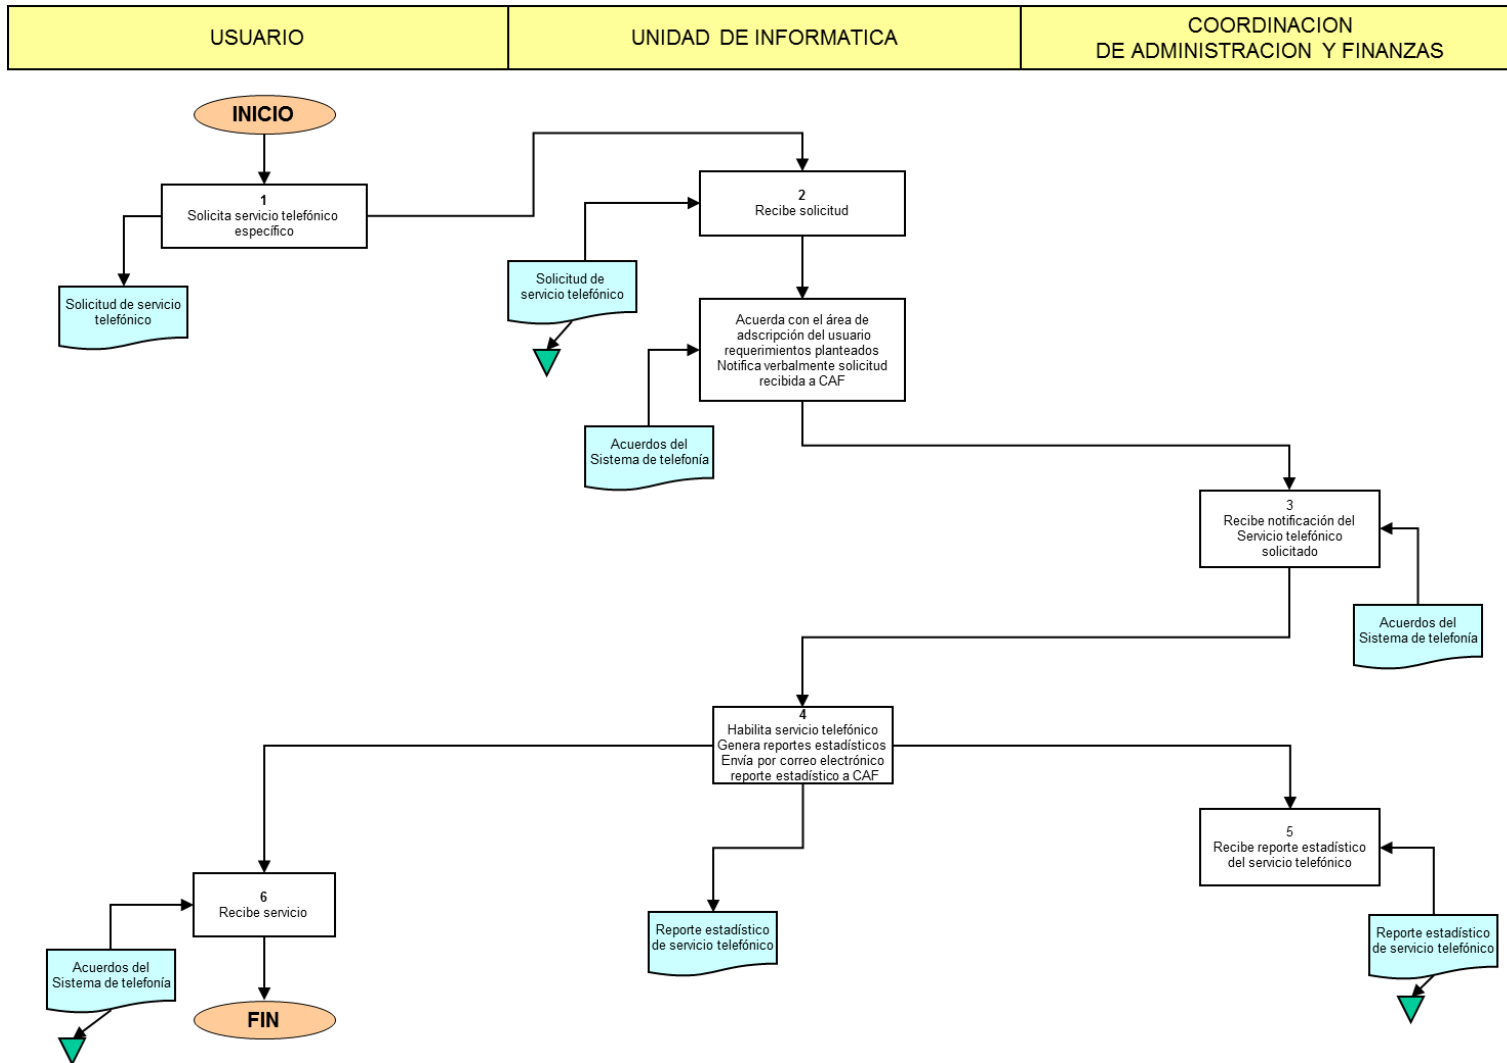 USUARIO
UNIDAD DE INFORMATICA
COORDINACION
DE ADMINISTRACION Y FINANZAS
INICIO
1
Solicita servicio telefónico
específico
2
Recibe solicitud
Solicitud de servicio
telefónico
Solicitud de
servicio telefónico
Acuerda con el área de
adscripción del usuario
requerimientos planteados
Notifica verbalmente solicitud
recibida a CAF
Acuerdos del
Sistema de telefonía
3
Recibe notificación del
Servicio telefónico
solicitado
Acuerdos del
Sistema de telefonía
4
Habilita servicio telefónico
Genera reportes estadísticos
Envía por correo electrónico
reporte estadístico a CAF
5
Recibe reporte estadístico
del servicio telefónico
6
Recibe servicio
Reporte estadístico
de servicio telefónico
Reporte estadístico
de servicio telefónico
Acuerdos del
Sistema de telefonía
FIN